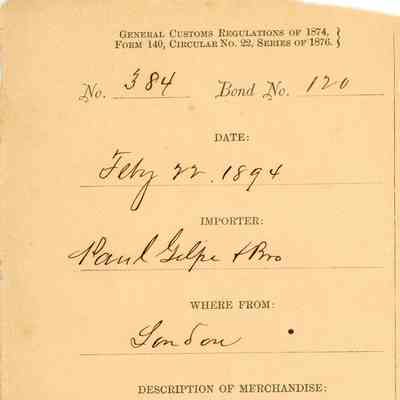 GENERAL CUSTOMS REGULATIONS OF 1874,
FORM 140, CIRCULAR NO. 22, SERIES OF 1876.
No. 384 Bond No. 120
DATE:
Feby 22. 1894
IMPORTER:
Paul Gelpe & Bro
WHERE FROM:
London
DESCRIPTION OF MERCHANDISE: